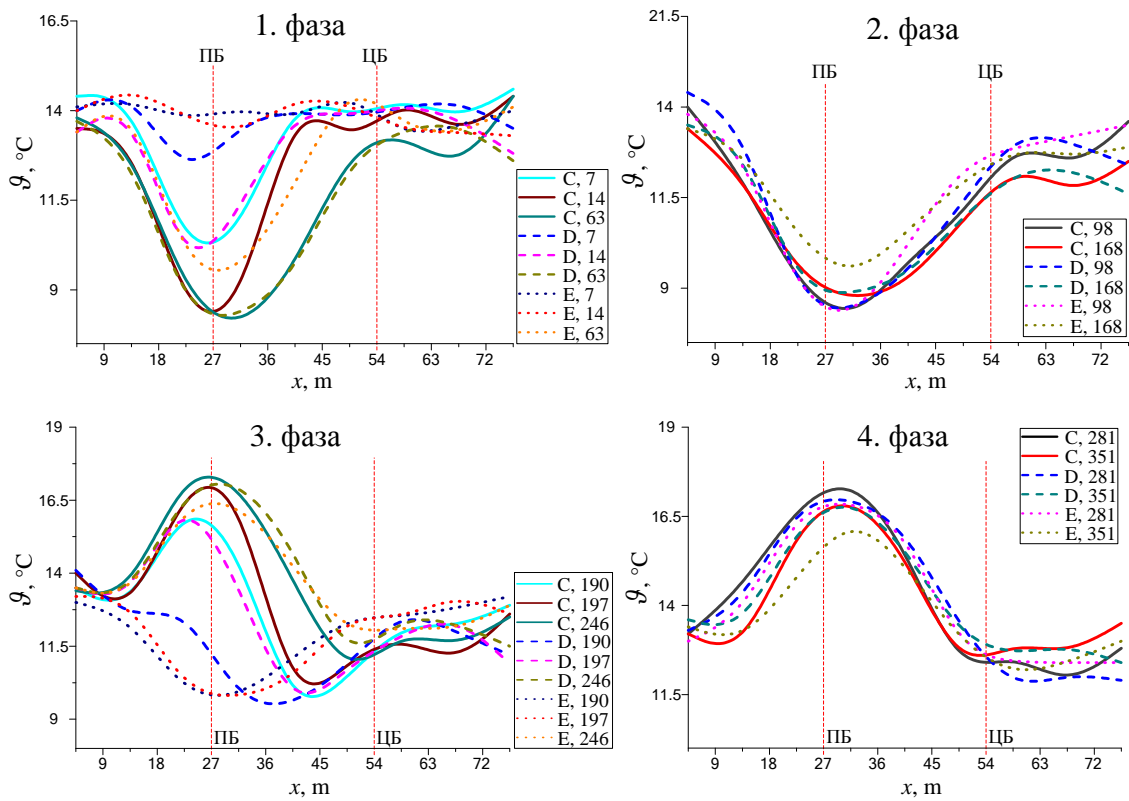 1. фаза
16.5
14
11.5
9
ϑ, °C
ПБ
ЦБ
C, 7
C, 14
C, 63
D, 7
D, 14
D, 63
E, 7
E, 14
E, 63
9 18 27 36 45 54 63 72
x, m
2. фаза
21.5
14
11.5
9
ϑ, °C
ПБ
ЦБ
C, 98
C, 168
D, 98
D, 168
E, 98
E, 168
9 18 27 36 45 54 63 72
x, m
3. фаза
19
16.5
14
11.5
9
ϑ, °C
ПБ
ЦБ
C, 190
C, 197
C, 246
D, 190
D, 197
D, 246
E, 190
E, 197
E, 246
9 18 27 36 45 54 63 72
x, m
4. фаза
19
16.5
14
11.5
ϑ, °C
ПБ
ЦБ
C, 281
C, 351
D, 281
D, 351
E, 281
E, 351
9 18 27 36 45 54 63 72
x, m